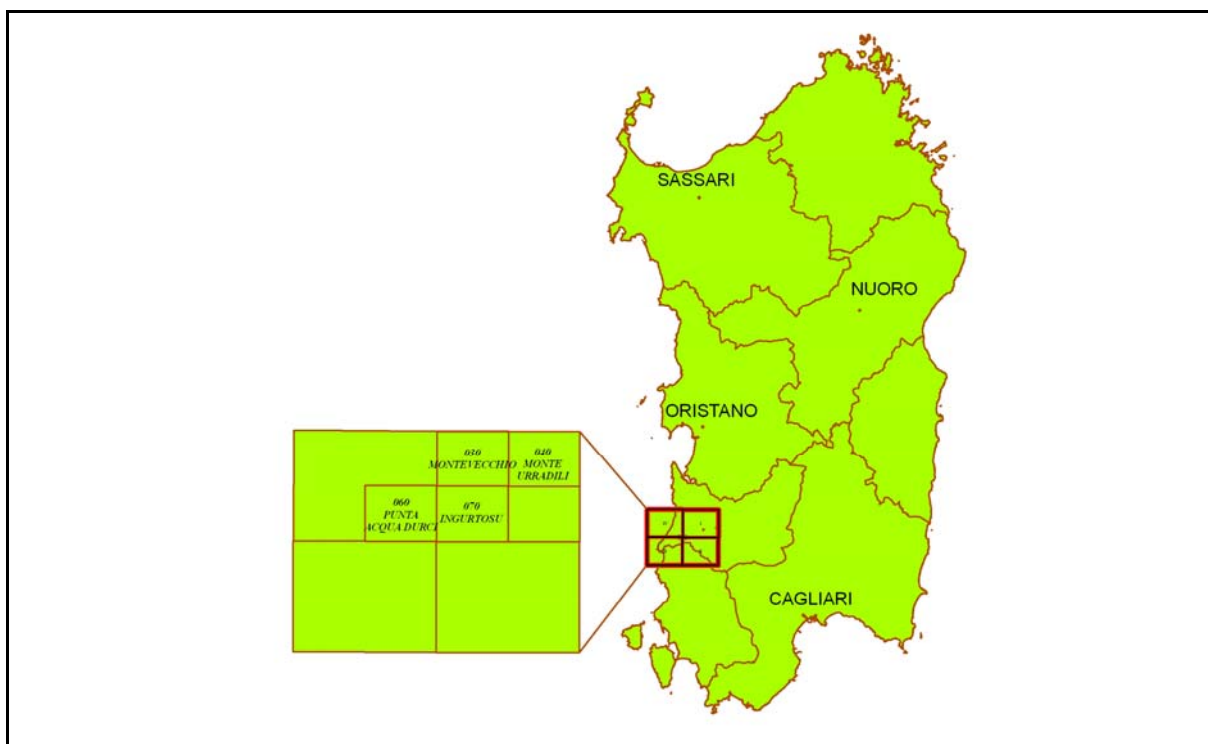 SASSARI
NUORO
ORISTANO
030
MONTEVECCHIO
040
MONTE
URRADILI
060
PUNTA
ACQUA DURCI
070
INGURTOSU
CAGLIARI